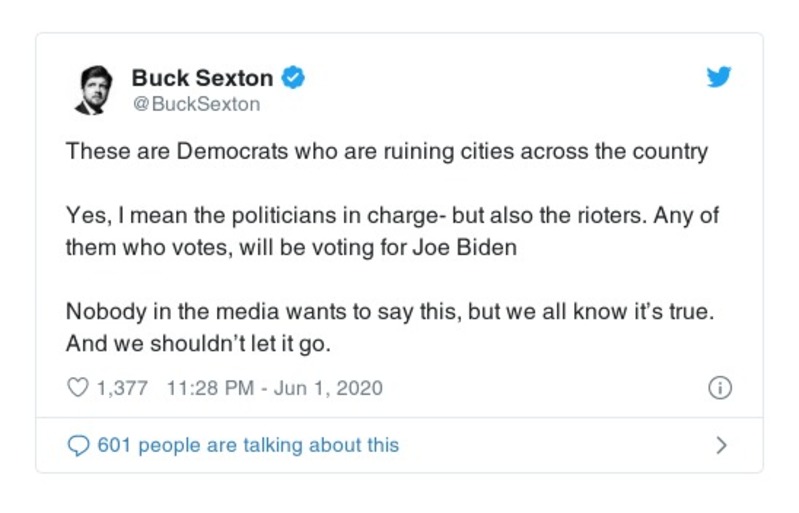 Buck Sexton
@BuckSexton
These are Democrats who are ruining cities across the country
Yes, I mean the politicians in charge- but also the rioters. Any of
them who votes, will be voting for Joe Biden
Nobody in the media wants to say this, but we all know it's true.
And we shouldn't let it go.
1,377 11:28 PM - Jun 1, 2020
601 people are talking about this